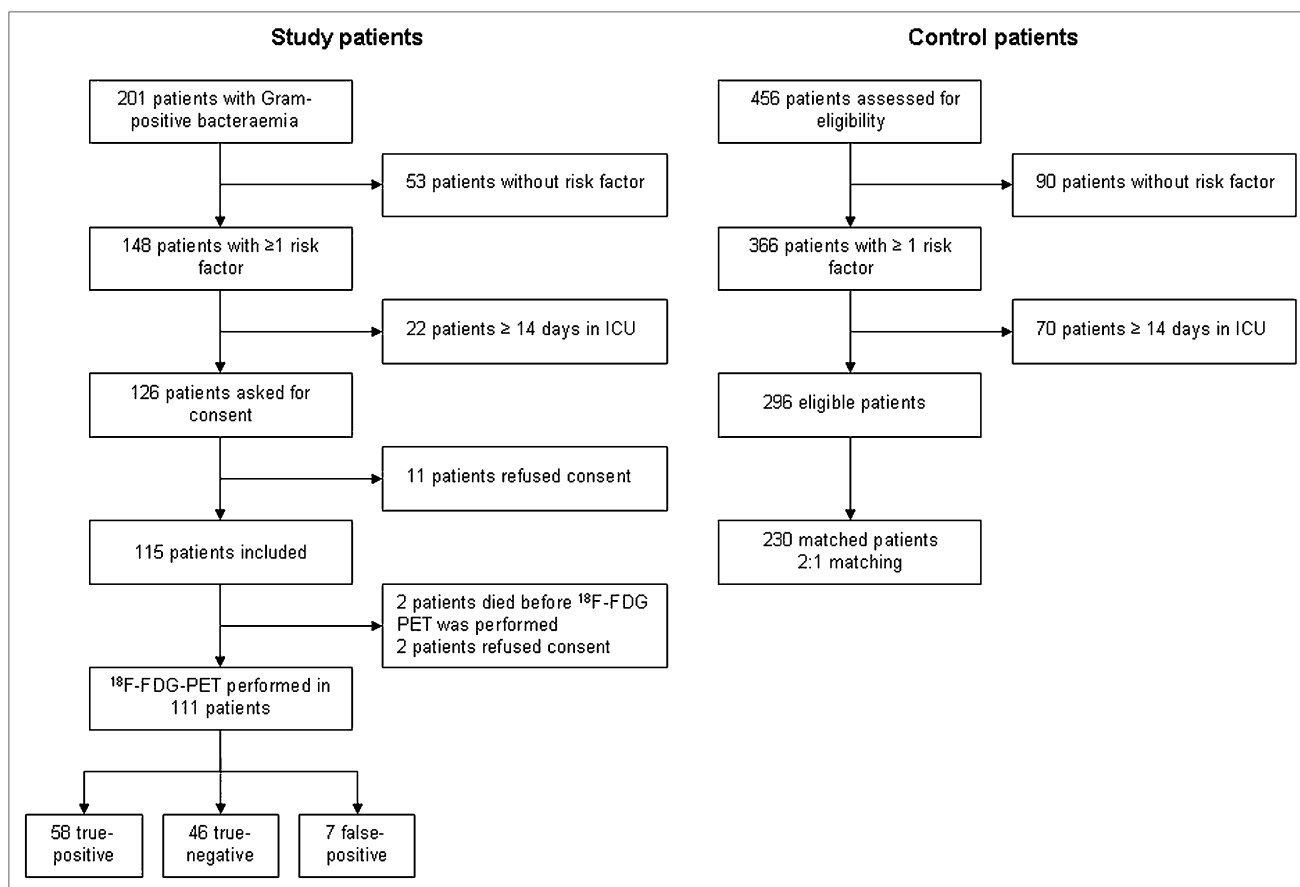 Study patients
201 patients with Gram-
positive bacteraemia
53 patients without risk factor
148 patients with ≥1 risk
factor
22 patients ≥ 14 days in ICU
126 patients asked for
consent
11 patients refused consent
115 patients included
2 patients died before ¹⁸F-FDG
PET was performed
2 patients refused consent
¹⁸F-FDG-PET performed in
111 patients
58 true-
positive
46 true-
negative
7 false-
positive
Control patients
456 patients assessed for
eligibility
90 patients without risk factor
366 patients with ≥ 1 risk
factor
70 patients ≥ 14 days in ICU
296 eligible patients
230 matched patients
2:1 matching